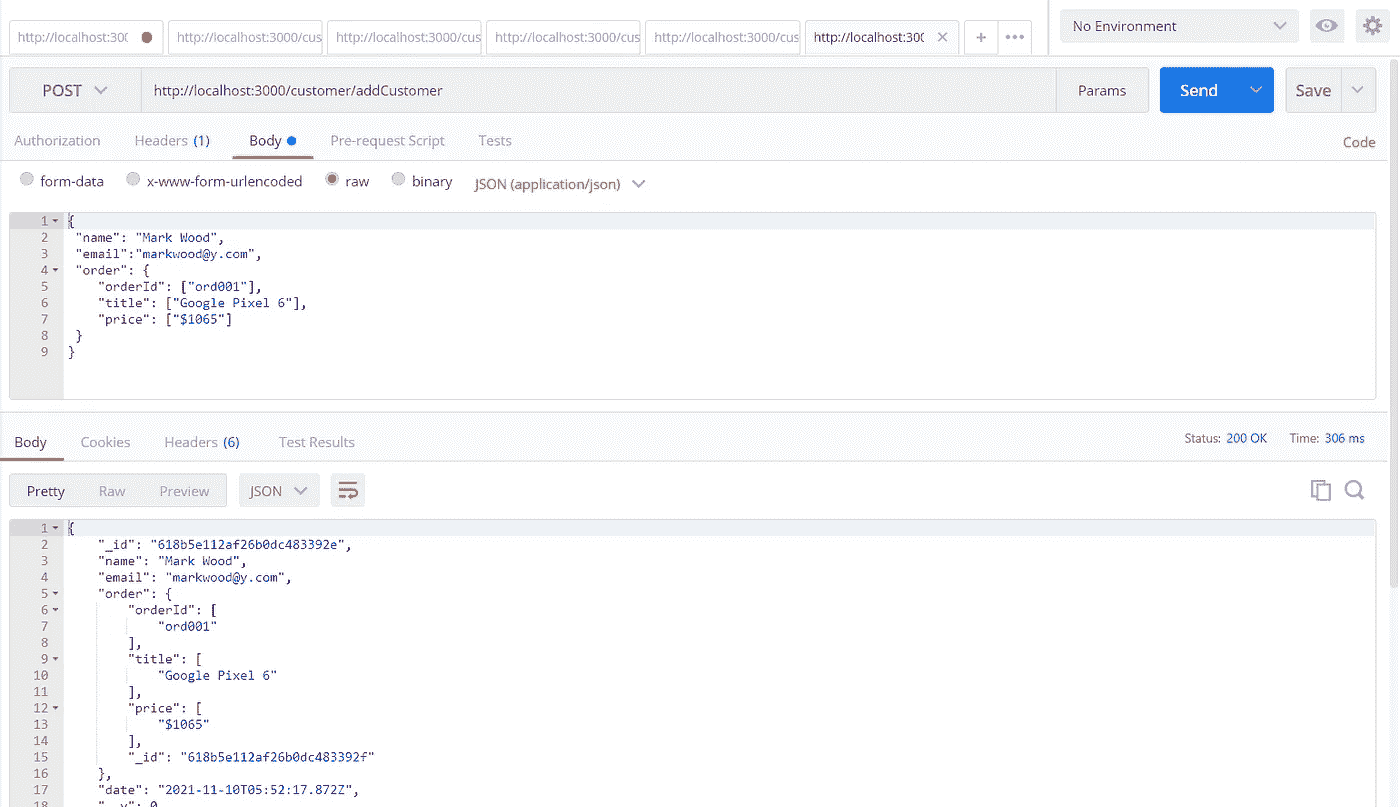 http://localhost:300 http://localhost:3000/cus http://localhost:3000/cus http://localhost:3000/cus http://localhost:3000/cus http://localhost:300 No Environment
POST http://localhost:3000/customer/addCustomer Params Send Save
Authorization Headers (1) Body Pre-request Script Tests Code
form-data x-www-form-urlencoded raw binary JSON (application/json)
1 {
2 "name": "Mark Wood",
3 "email":"markwood@y.com",
4 "order": {
5 "orderId": ["ord001"],
6 "title": ["Google Pixel 6"],
7 "price": ["$1065"]
8 }
9 }
Body Cookies Headers (6) Test Results Status: 200 OK Time: 306 ms
Pretty Raw Preview JSON
1 {
2 "_id": "618b5e112af26b0dc483392e",
3 "name": "Mark Wood",
4 "email": "markwood@y.com",
5 "order": {
6 "orderId": [
7 "ord001"
8 ],
9 "title": [
10 "Google Pixel 6"
11 ],
12 "price": [
13 "$1065"
14 ],
15 "_id": "618b5e112af26b0dc483392f"
16 },
17 "date": "2021-11-10T05:52:17.872Z",
18 "__v": 0